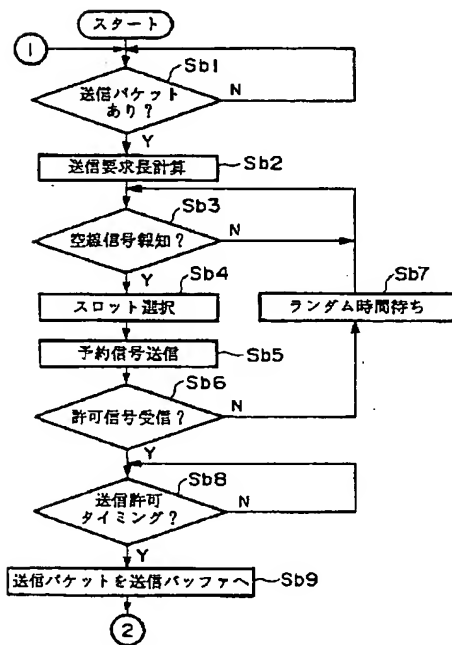 スタート
1
Sb1
送信パケット
あり?
N
Y
送信要求長計算
Sb2
Sb3
空線信号報知?
N
Y
Sb4
スロット選択
Sb7
ランダム時間待ち
予約信号送信
Sb5
Sb6
許可信号受信?
N
Y
Sb8
送信許可
タイミング?
N
Y
送信パケットを送信バッファへ
Sb9
2